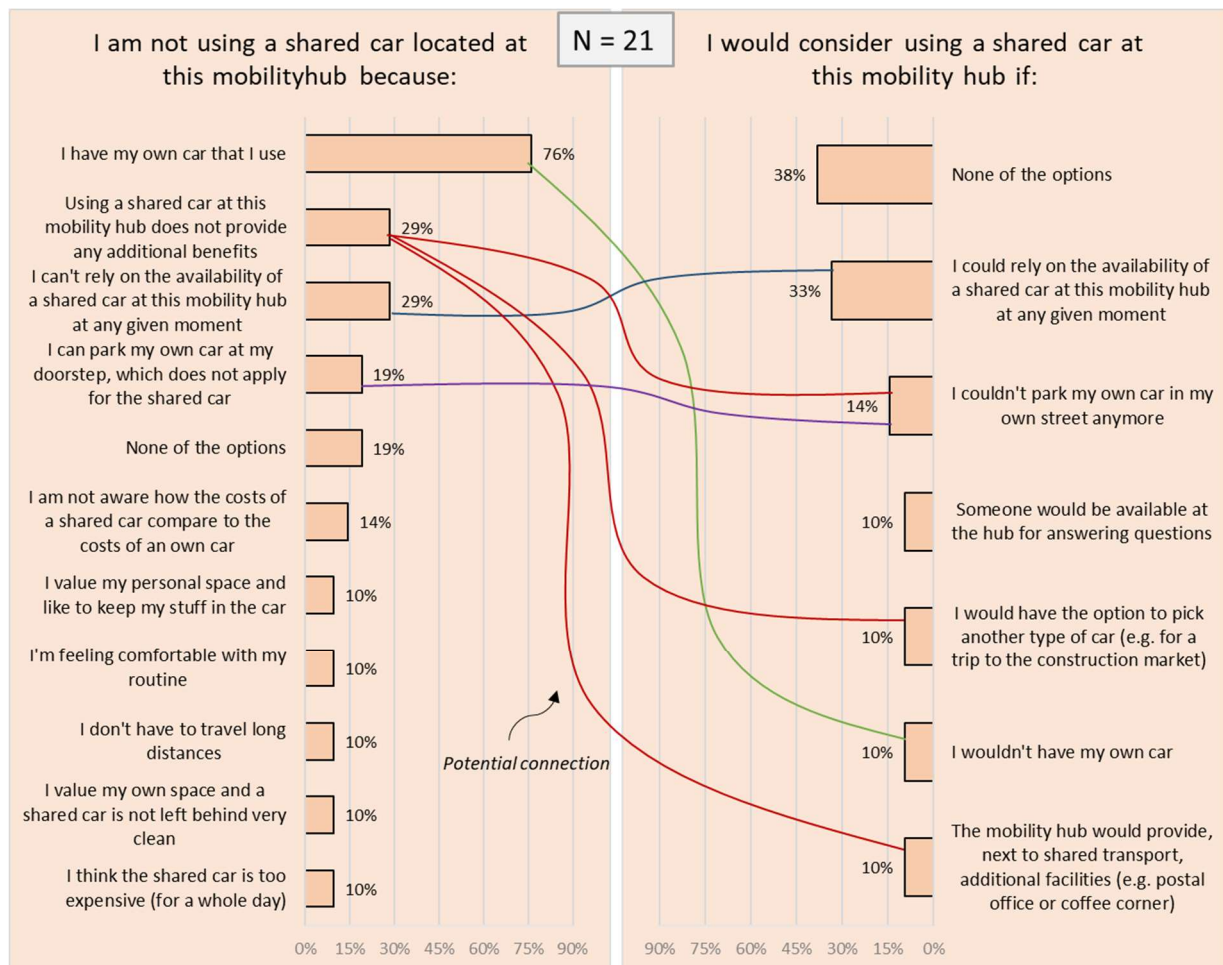 I am not using a shared car located at
this mobilityhub because:
N = 21
I would consider using a shared car at
this mobility hub if:
I have my own car that I use
76%
Using a shared car at this
mobility hub does not provide
any additional benefits
29%
I can't rely on the availability of
a shared car at this mobility hub
at any given moment
29%
I can park my own car at my
doorstep, which does not apply
for the shared car
19%
None of the options
19%
I am not aware how the costs of
a shared car compare to the
costs of an own car
14%
I value my personal space and
like to keep my stuff in the car
10%
I'm feeling comfortable with my
routine
10%
I don't have to travel long
distances
10%
I value my own space and a
shared car is not left behind very
clean
10%
I think the shared car is too
expensive (for a whole day)
10%
0% 15% 30% 45% 60% 75% 90%
Potential connection
38%
None of the options
33%
I could rely on the availability of
a shared car at this mobility hub
at any given moment
14%
I couldn't park my own car in my
own street anymore
10%
Someone would be available at
the hub for answering questions
10%
I would have the option to pick
another type of car (e.g. for a
trip to the construction market)
10%
I wouldn't have my own car
10%
The mobility hub would provide,
next to shared transport,
additional facilities (e.g. postal
office or coffee corner)
90% 75% 60% 45% 30% 15% 0%